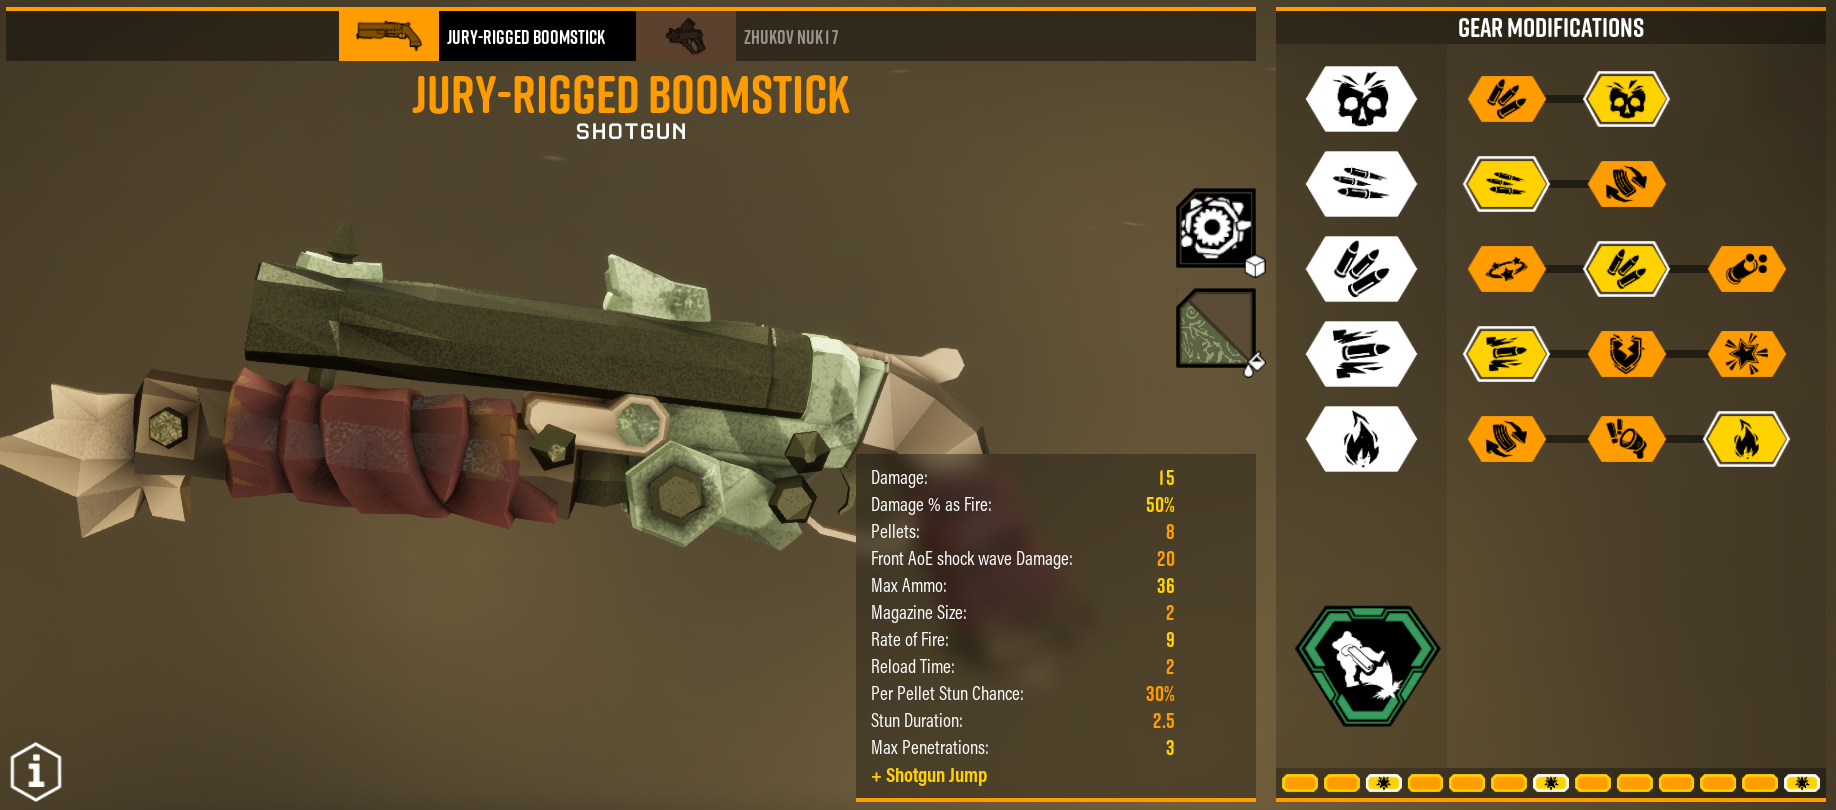 JURY-RIGGED BOOMSTICK
ZHUKOV NUK17
GEAR MODIFICATIONS
JURY-RIGGED BOOMSTICK
SHOTGUN
Damage: 15
Damage % as Fire: 50%
Pellets: 8
Front AoE shock wave Damage: 20
Max Ammo: 36
Magazine Size: 2
Rate of Fire: 9
Reload Time: 2
Per Pellet Stun Chance: 30%
Stun Duration: 2.5
Max Penetrations: 3
+ Shotgun Jump